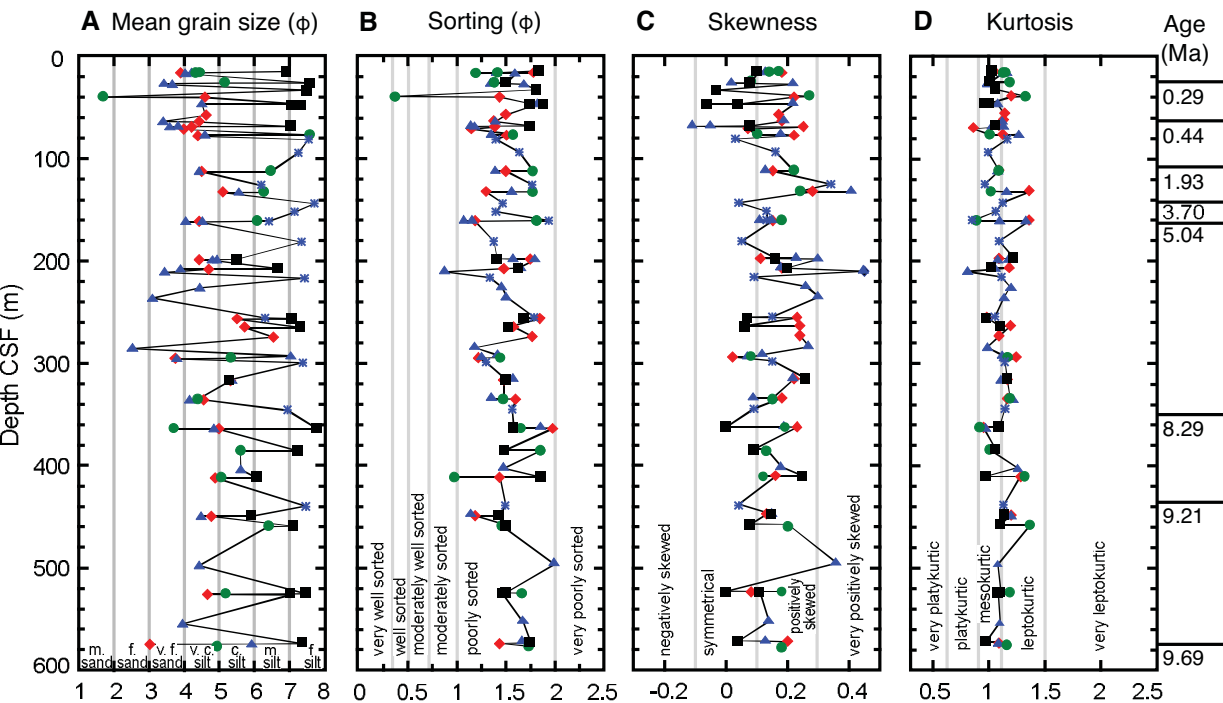 A Mean grain size (ϕ)
B Sorting (ϕ)
C Skewness
D Kurtosis
Age
(Ma)
Depth CSF (m)
0
100
200
300
400
500
600
0.29
0.44
1.93
3.70
5.04
8.29
9.21
9.69
m. sand
f. sand
v. f. sand
v. c. silt
c. silt
m. silt
f. silt
very well sorted
well sorted
moderately well sorted
moderately sorted
poorly sorted
very poorly sorted
negatively skewed
symmetrical
positively skewed
very positively skewed
very platykurtic
platykurtic
mesokurtic
leptokurtic
very leptokurtic
1 2 3 4 5 6 7 8
0 0.5 1 1.5 2 2.5
-0.2 0 0.2 0.4
0.5 1 1.5 2 2.5